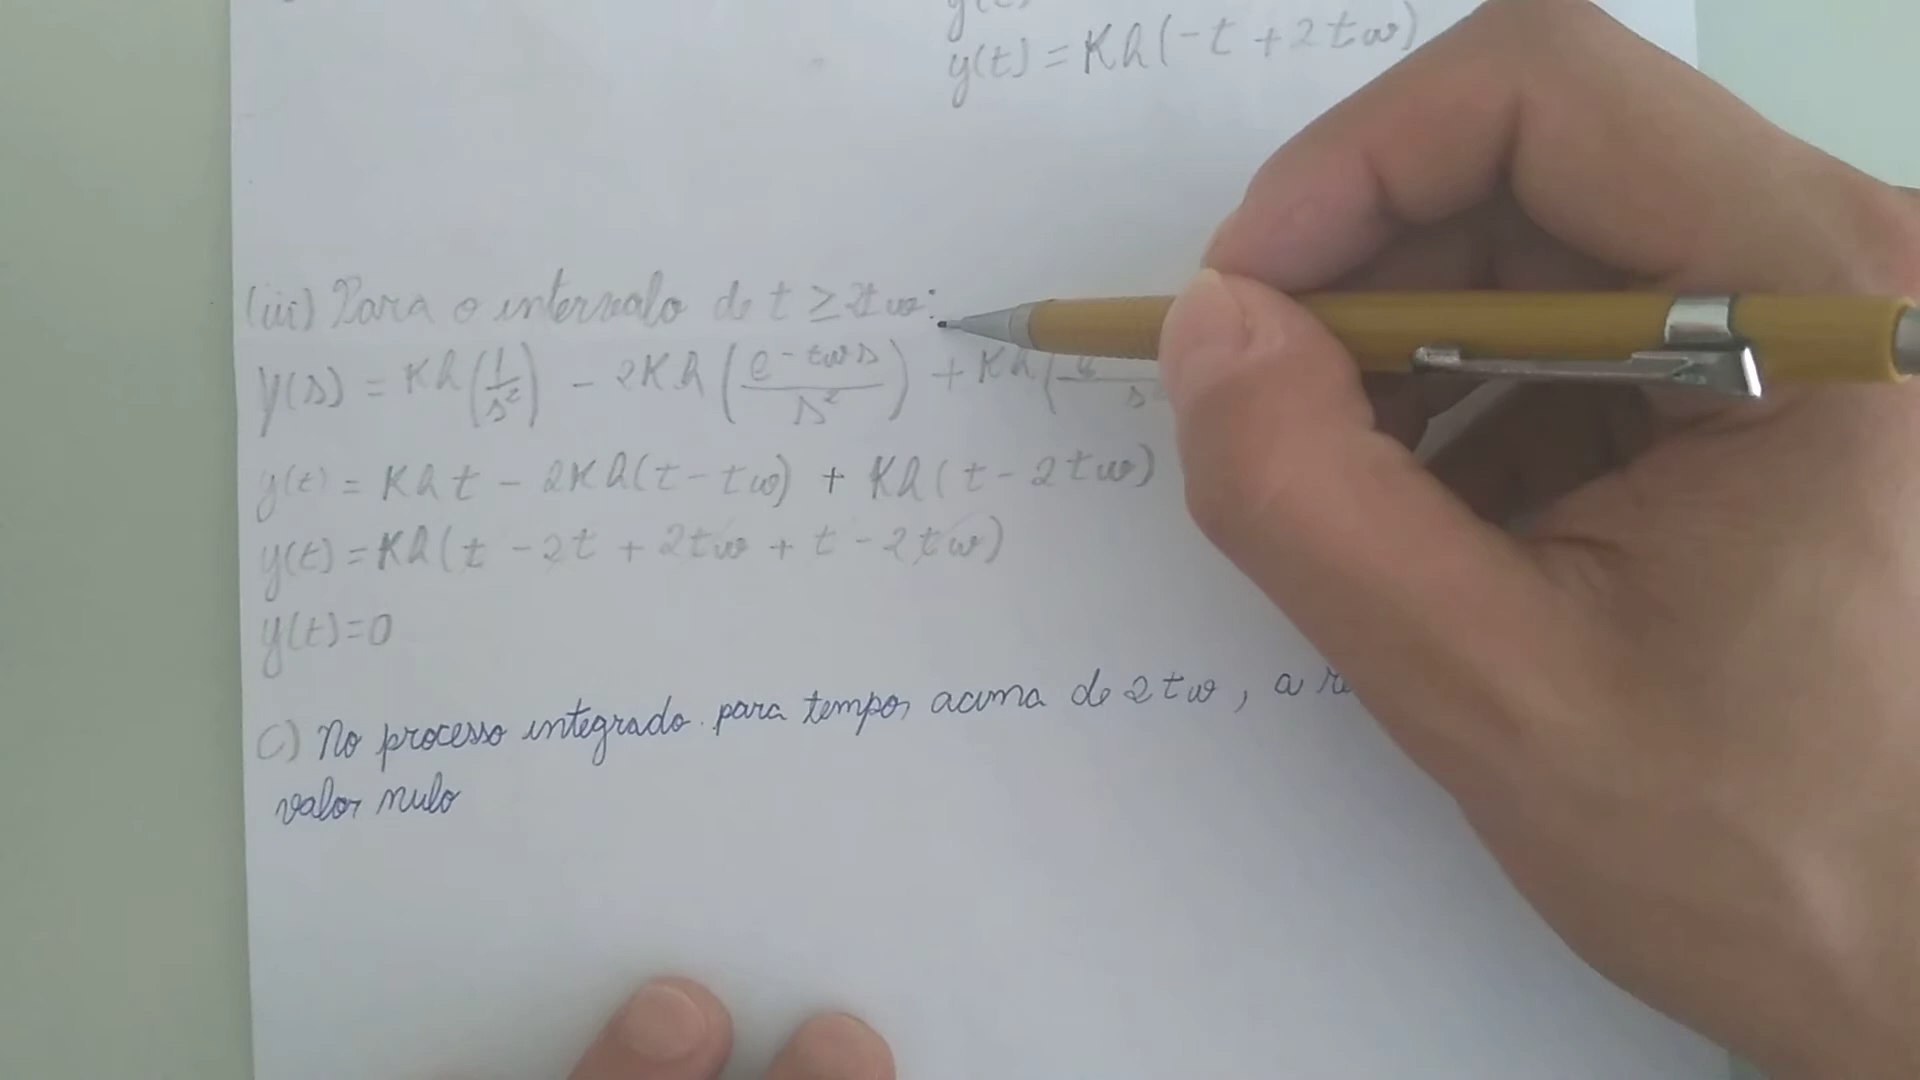 y(t) = Kh(-t + 2tw)
(iii) Para o intervalo de t ≥ 2tw:
Y(s) = Kh(1/s²) - 2Kh(e^-tws/s²) + Kh(
y(t) = Kht - 2Kh(t - tw) + Kh(t - 2tw)
y(t) = Kh(t - 2t + 2tw + t - 2tw)
y(t)=0
C) No processo integrado para tempos acima de 2tw, a
valor nulo